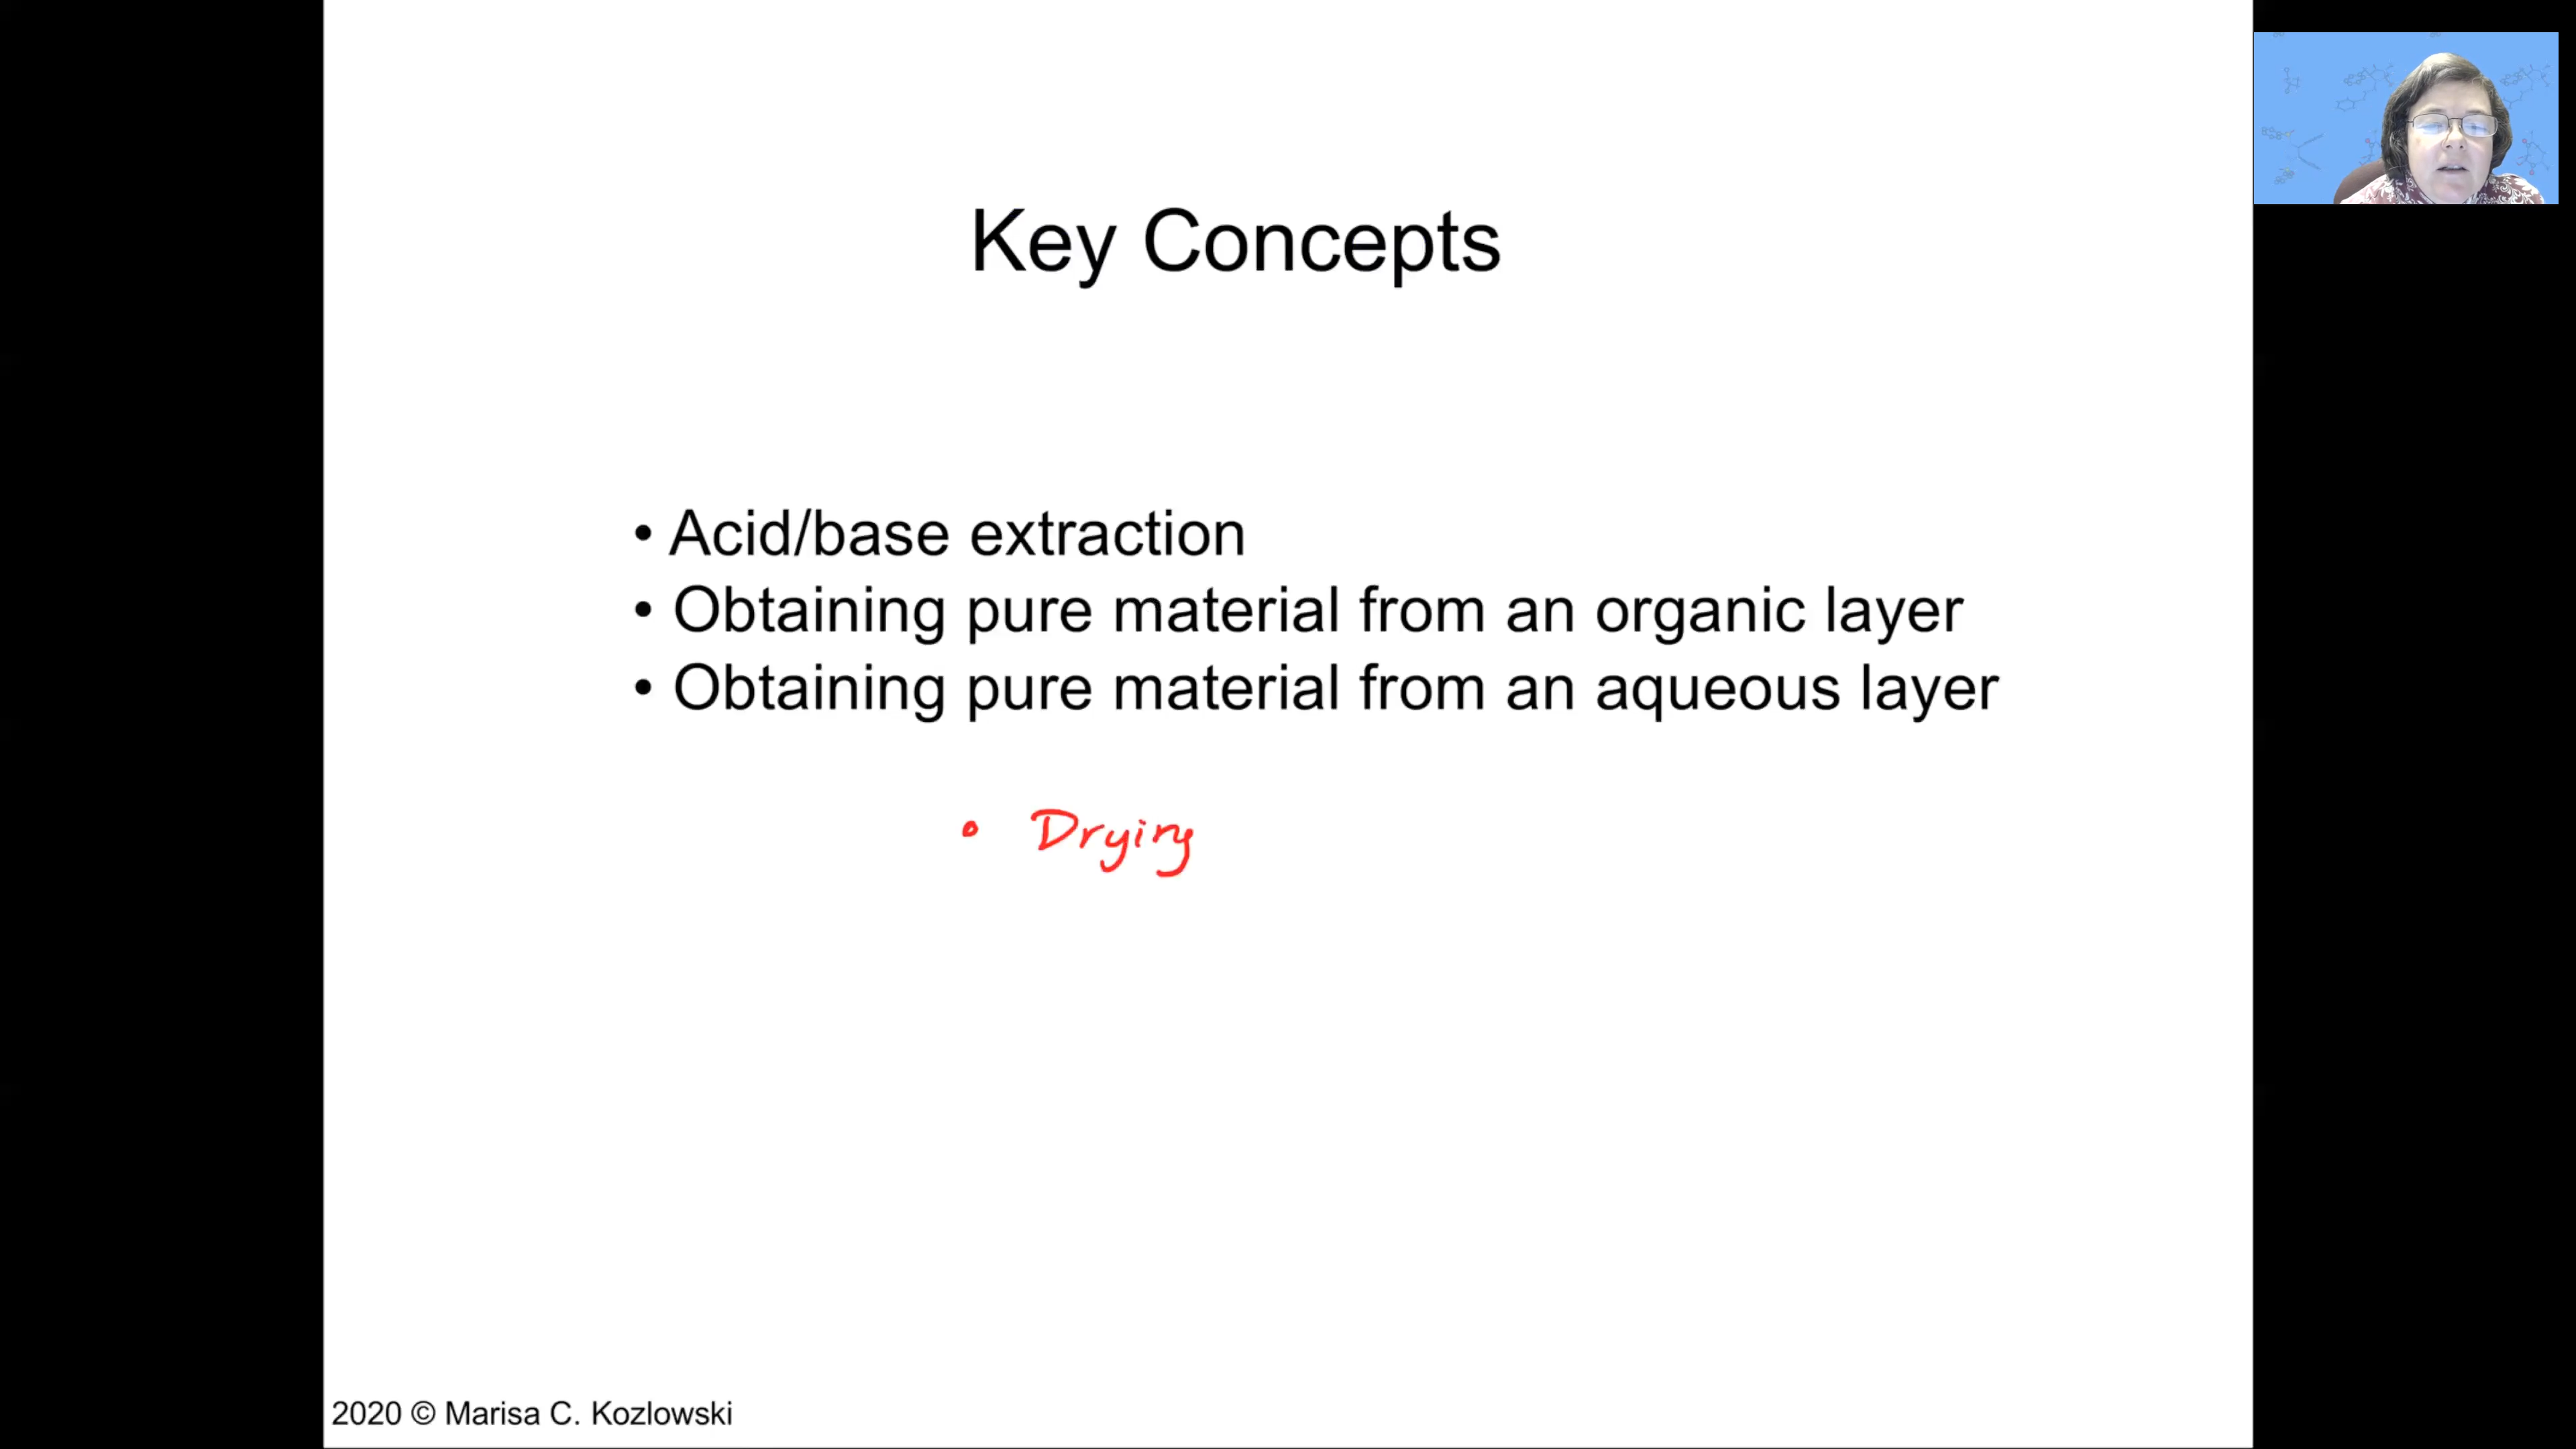 Key Concepts
• Acid/base extraction
• Obtaining pure material from an organic layer
• Obtaining pure material from an aqueous layer
• Drying
2020 © Marisa C. Kozlowski